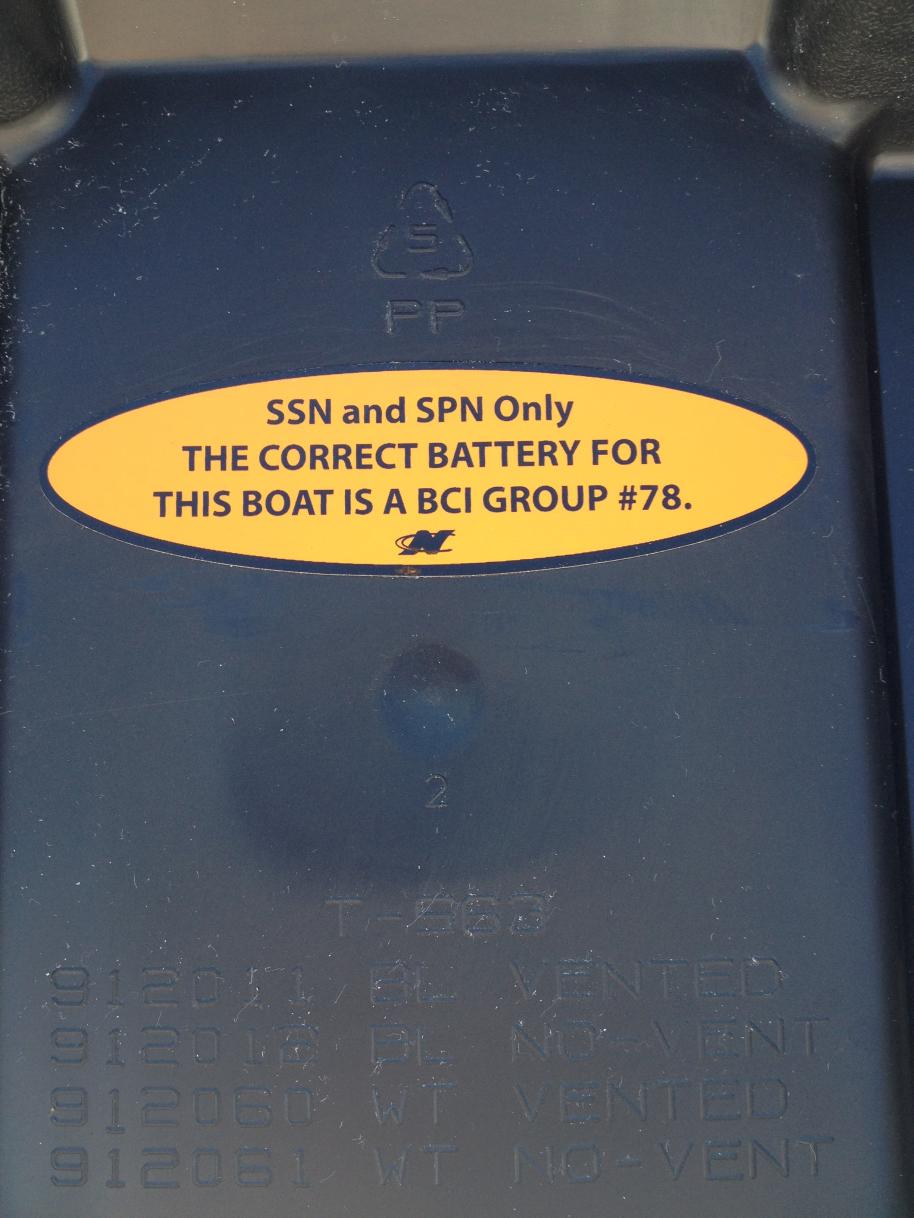 5
PP
SSN and SPN Only
THE CORRECT BATTERY FOR
THIS BOAT IS A BCI GROUP #78.
2
912011 BL VENTED
912012 BL NO-VENT
912060 WT VENTED
912061 WT NO-VENT